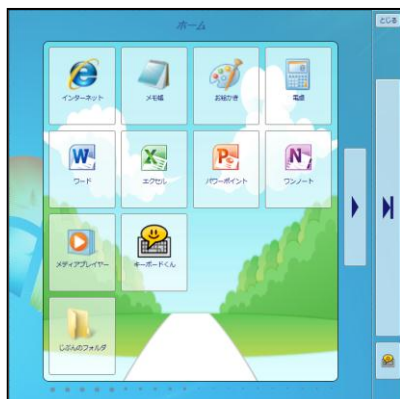 ホーム
とじる
インターネット
メモ帳
お絵かき
電卓
ワード
エクセル
パワーポイント
ワンノート
メディアプレイヤー
キーボードくん
じぶんのフォルダ